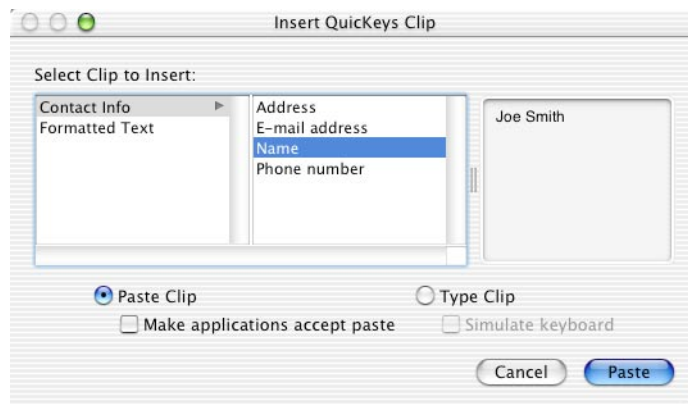 Insert QuicKeys Clip
Select Clip to Insert:
Contact Info
Formatted Text
Address
E-mail address
Name
Phone number
Joe Smith
Paste Clip
Type Clip
Make applications accept paste
Simulate keyboard
Cancel
Paste